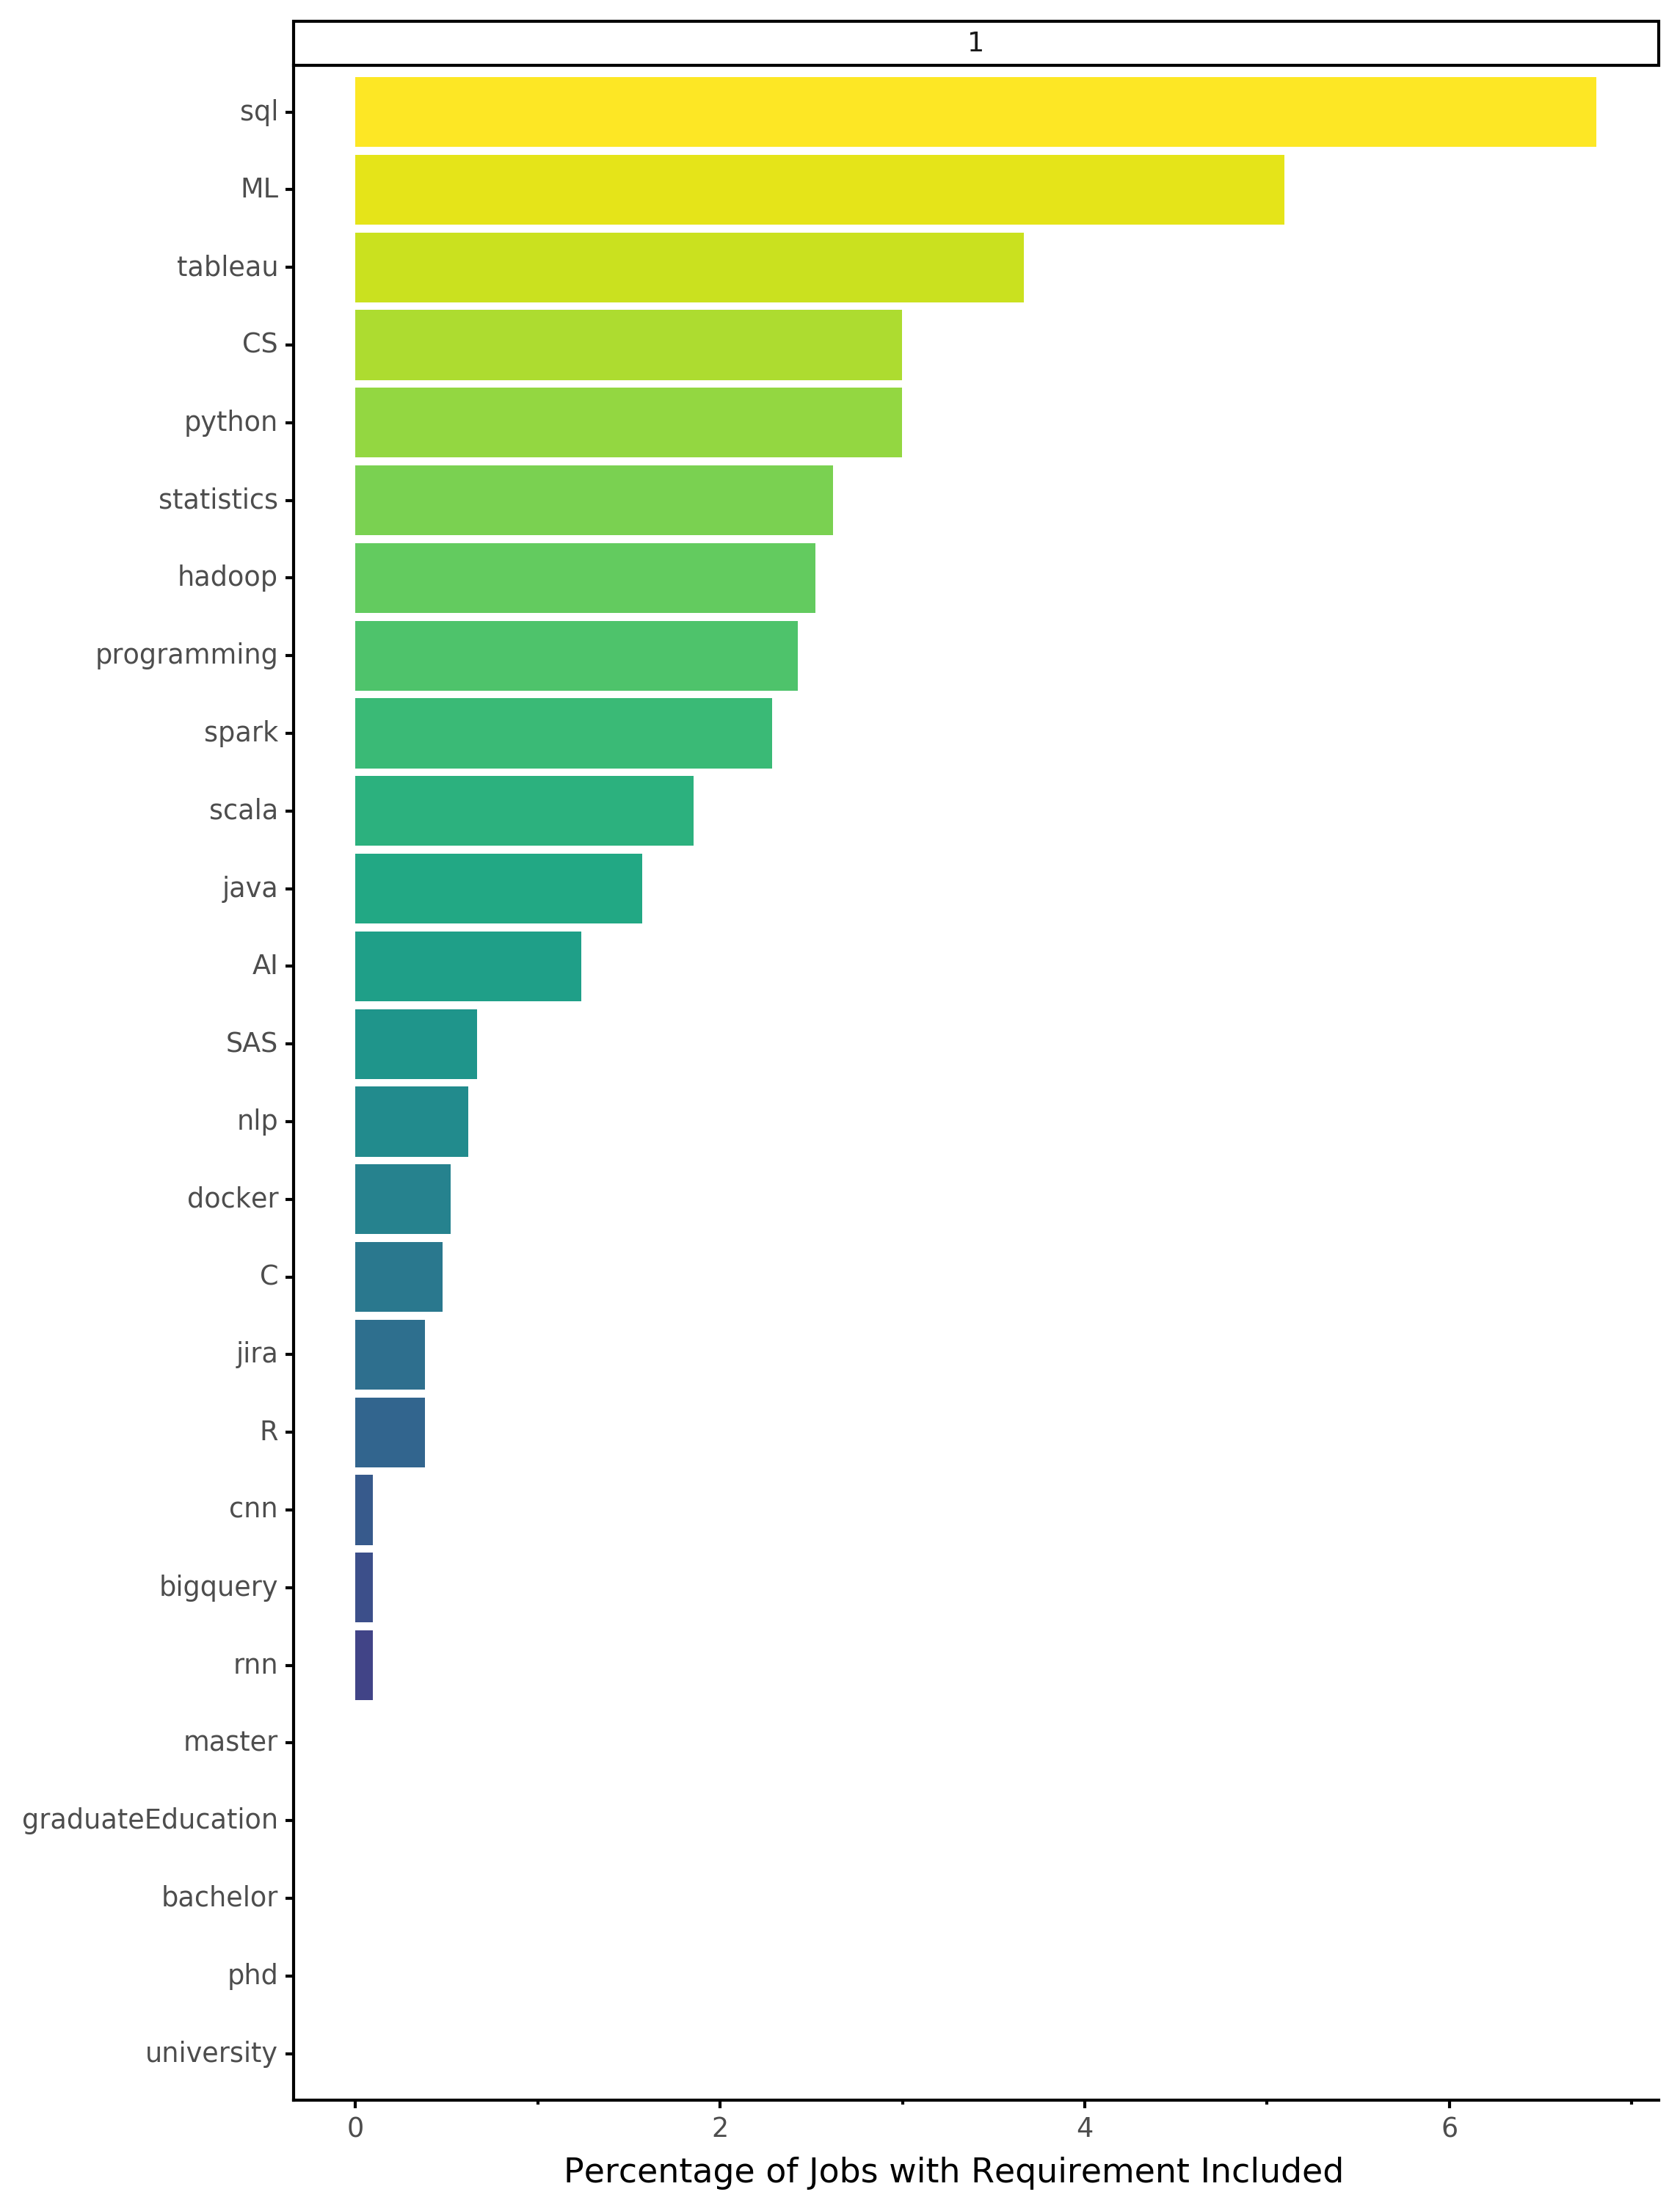 1
sql
ML
tableau
CS
python
statistics
hadoop
programming
spark
scala
java
AI
SAS
nlp
docker
C
jira
R
cnn
bigquery
rnn
master
graduateEducation
bachelor
phd
university
0 2 4 6
Percentage of Jobs with Requirement Included